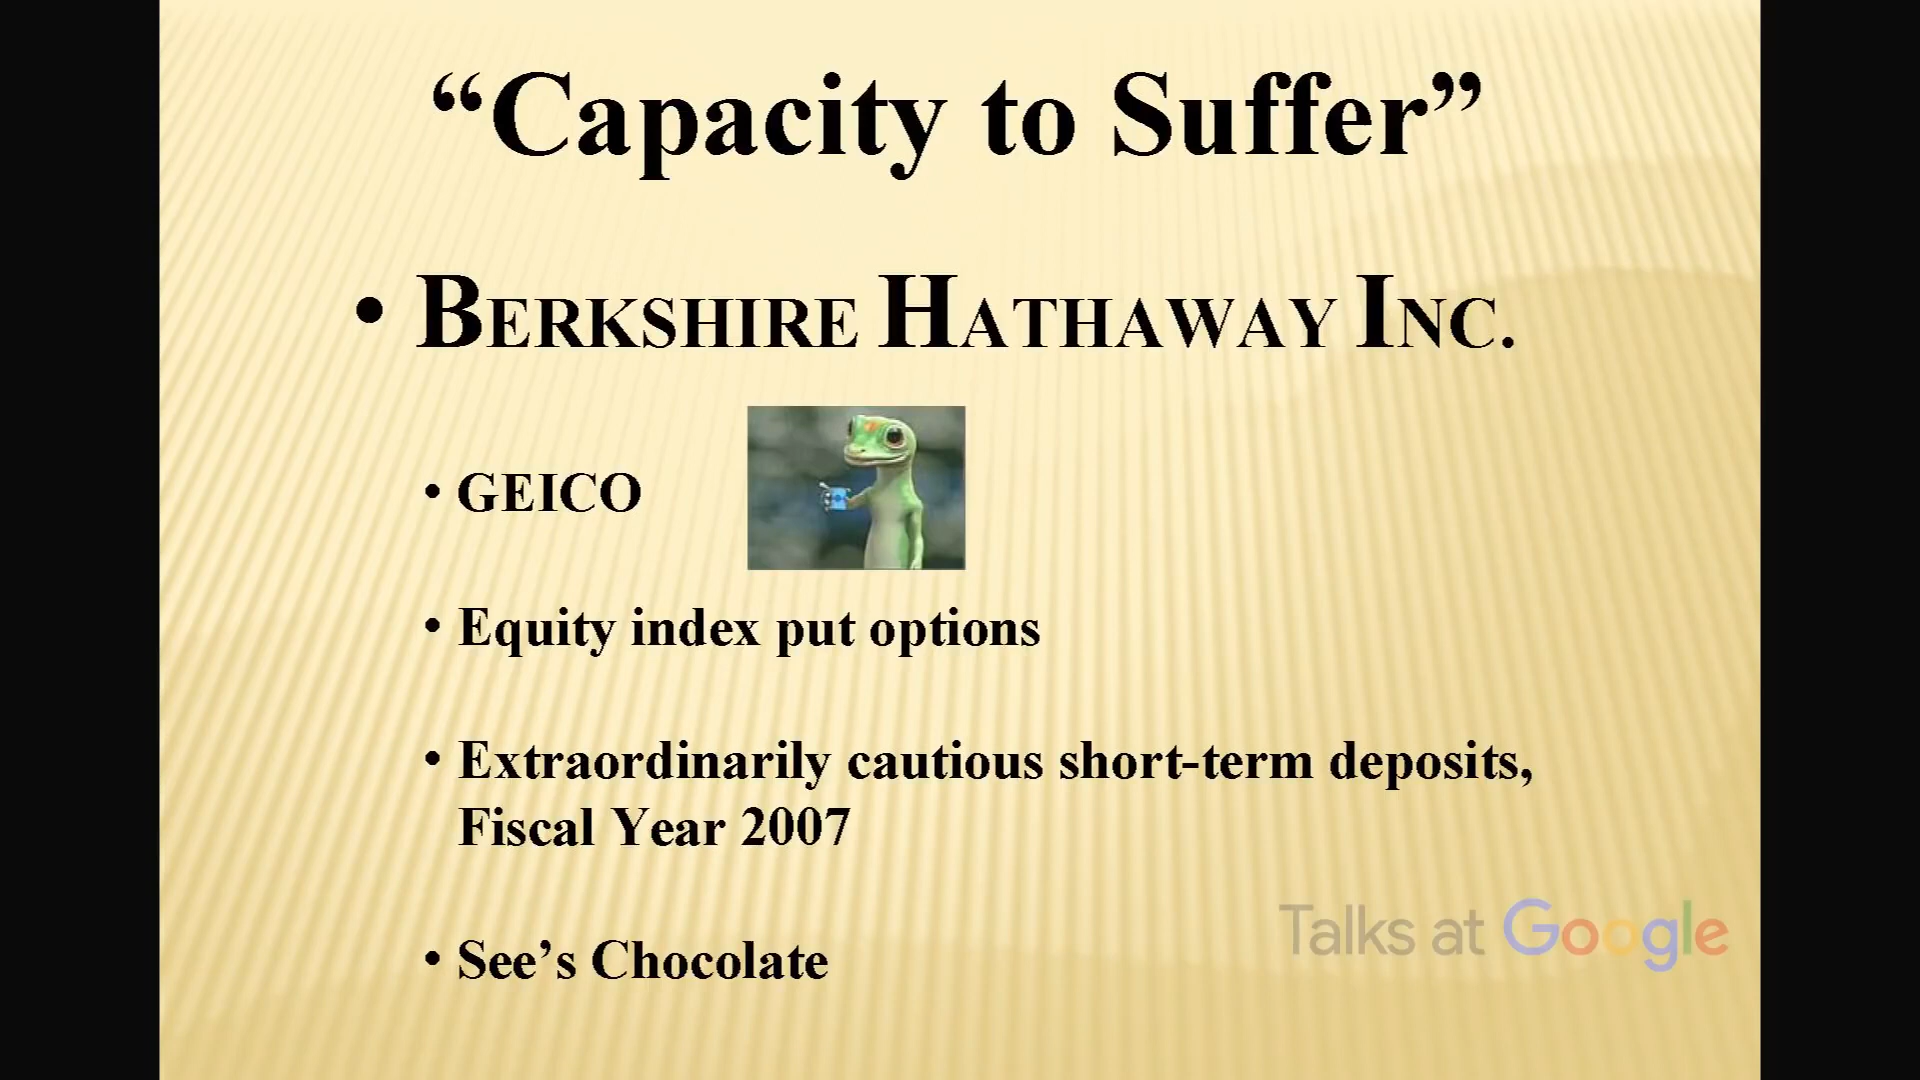 “Capacity to Suffer”
• BERKSHIRE HATHAWAY INC.
• GEICO
• Equity index put options
• Extraordinarily cautious short-term deposits,
Fiscal Year 2007
• See’s Chocolate
Talks at Google